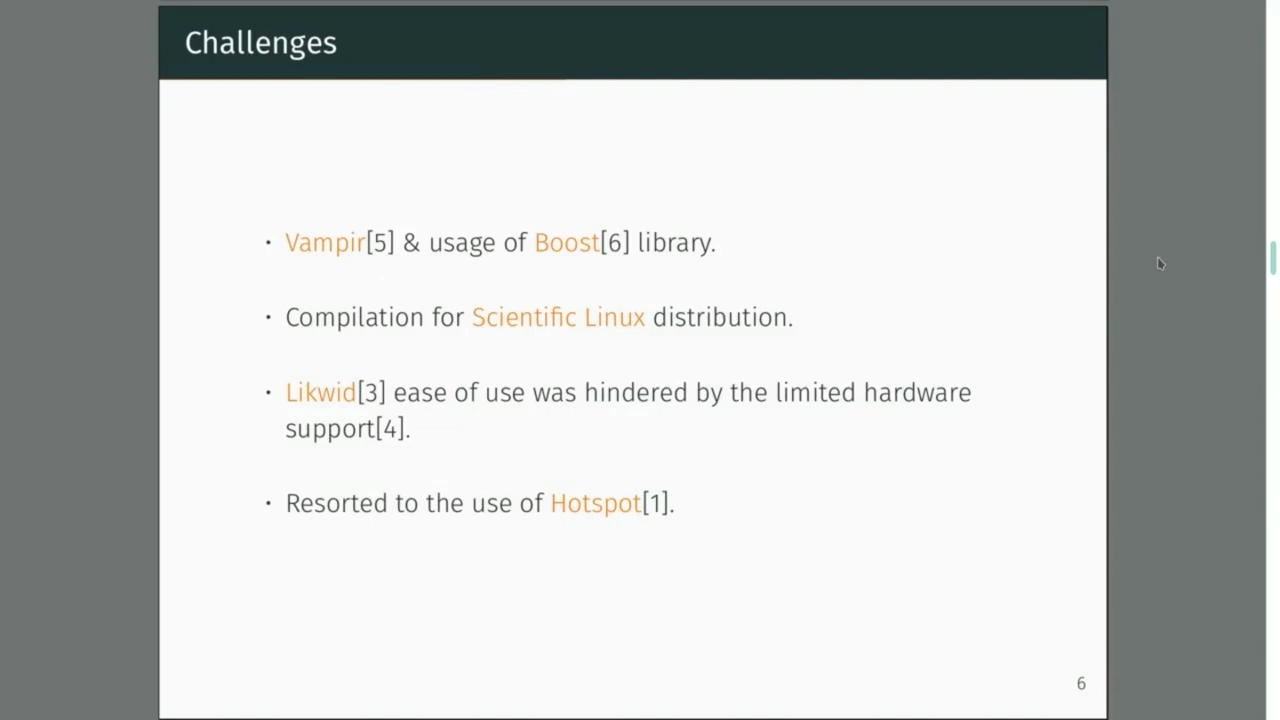 Challenges
• Vampir[5] & usage of Boost[6] library.
• Compilation for Scientific Linux distribution.
• Likwid[3] ease of use was hindered by the limited hardware
support[4].
• Resorted to the use of Hotspot[1].
6